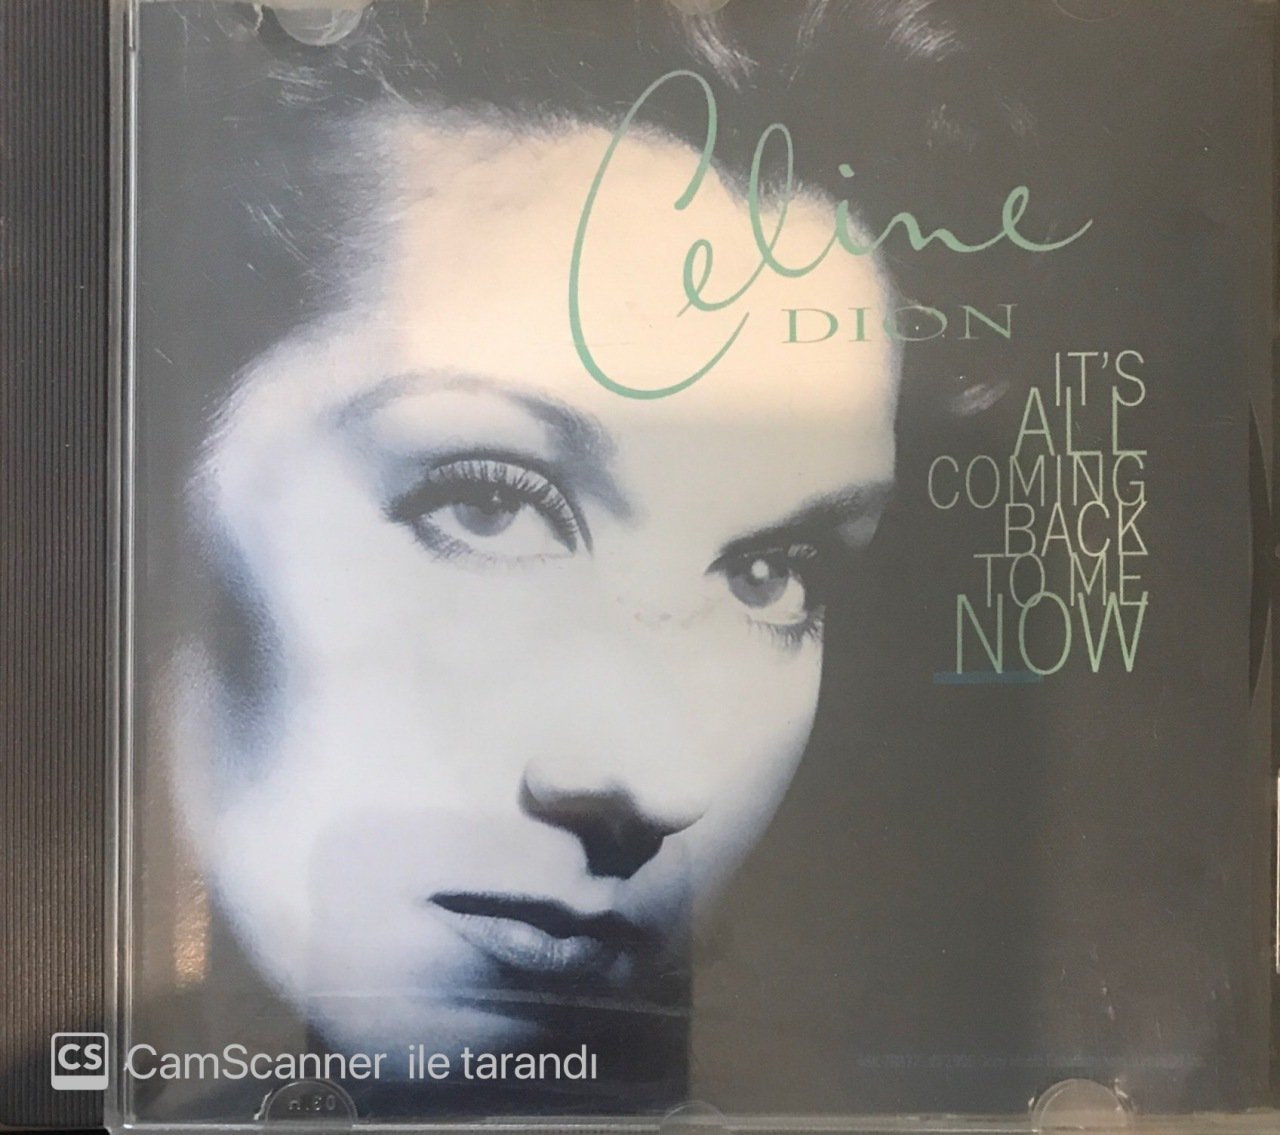 Celine
DION
IT'S
ALL
COMING
BACK
TO ME
NOW
CS CamScanner ile tarandı